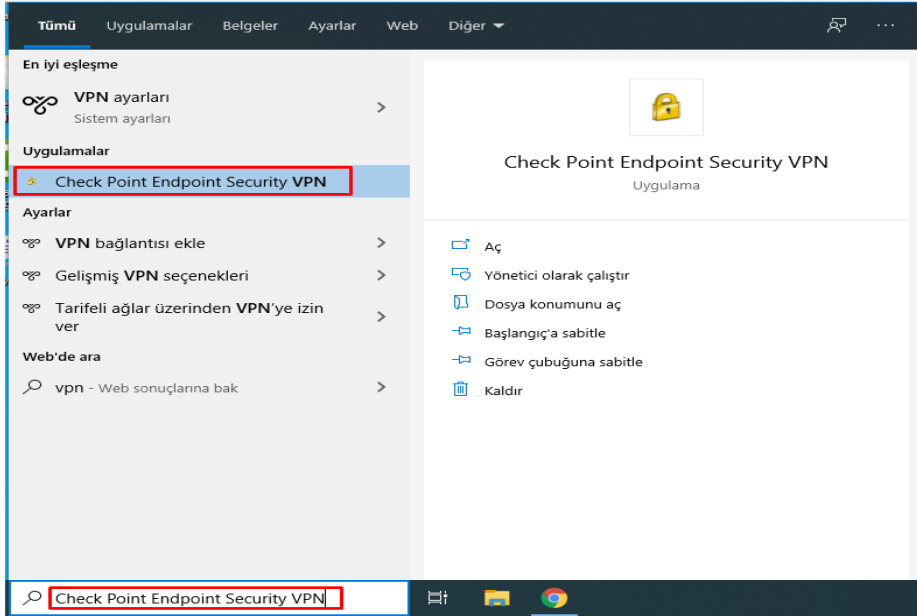 Tümü Uygulamalar Belgeler Ayarlar Web Diğer
En iyi eşleşme
VPN ayarları
Sistem ayarları
Uygulamalar
Check Point Endpoint Security VPN
Ayarlar
VPN bağlantısı ekle
Gelişmiş VPN seçenekleri
Tarifeli ağlar üzerinden VPN'ye izin
ver
Web'de ara
vpn - Web sonuçlarına bak
Check Point Endpoint Security VPN
Uygulama
Aç
Yönetici olarak çalıştır
Dosya konumunu aç
Başlangıç'a sabitle
Görev çubuğuna sabitle
Kaldır
Check Point Endpoint Security VPN